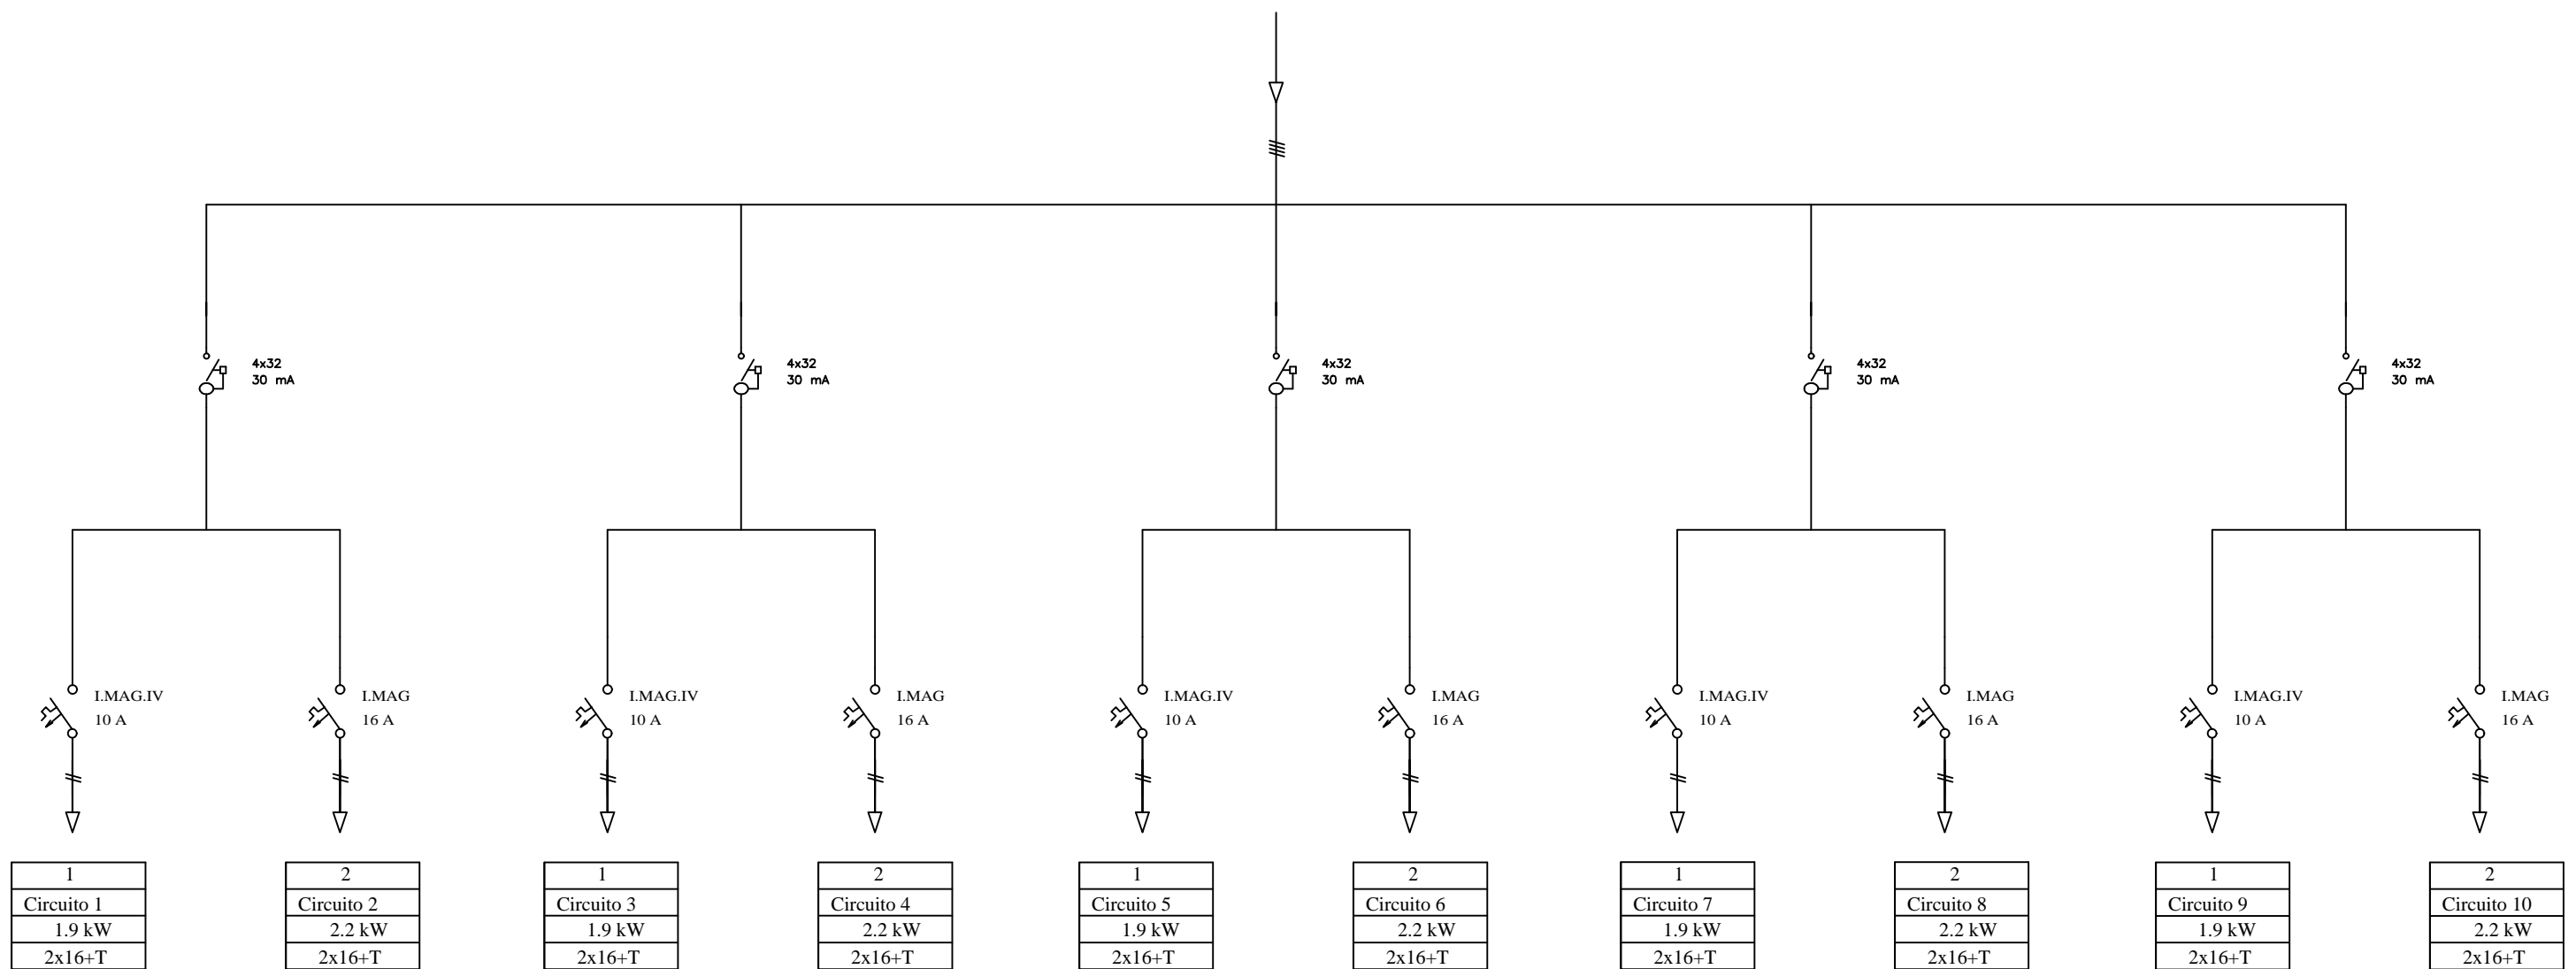 4x32
30 mA
4x32
30 mA
4x32
30 mA
4x32
30 mA
4x32
30 mA
I.MAG.IV
10 A
I.MAG
16 A
I.MAG.IV
10 A
I.MAG
16 A
I.MAG.IV
10 A
I.MAG
16 A
I.MAG.IV
10 A
I.MAG
16 A
I.MAG.IV
10 A
I.MAG
16 A
1
Circuito 1
1.9 kW
2x16+T
2
Circuito 2
2.2 kW
2x16+T
1
Circuito 3
1.9 kW
2x16+T
2
Circuito 4
2.2 kW
2x16+T
1
Circuito 5
1.9 kW
2x16+T
2
Circuito 6
2.2 kW
2x16+T
1
Circuito 7
1.9 kW
2x16+T
2
Circuito 8
2.2 kW
2x16+T
1
Circuito 9
1.9 kW
2x16+T
2
Circuito 10
2.2 kW
2x16+T